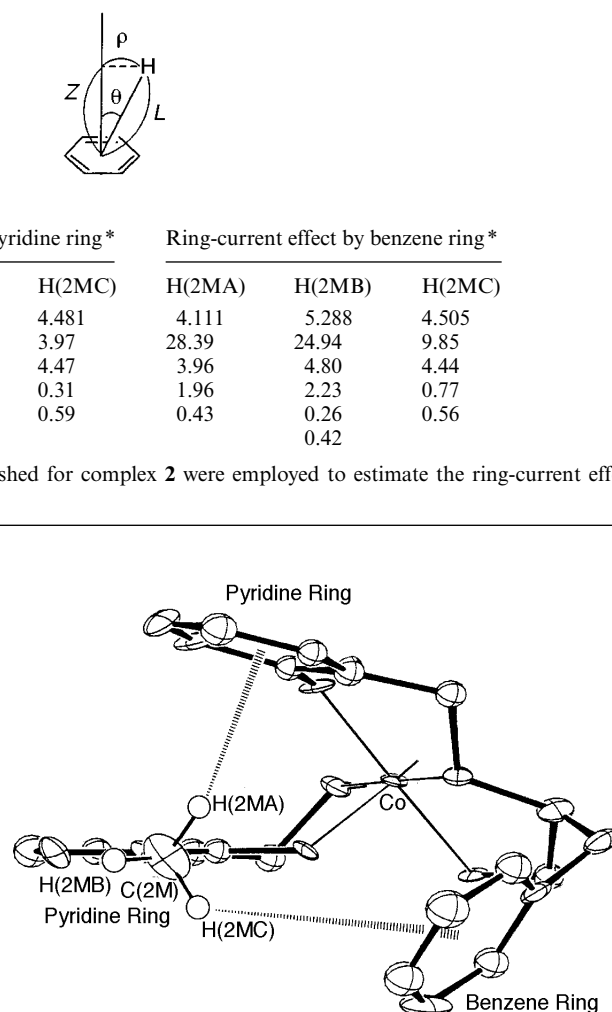 ρ
H
Z
θ
L
yridine ring* Ring-current effect by benzene ring*
H(2MC) H(2MA) H(2MB) H(2MC)
4.481 4.111 5.288 4.505
3.97 28.39 24.94 9.85
4.47 3.96 4.80 4.44
0.31 1.96 2.23 0.77
0.59 0.43 0.26 0.56
0.42
shed for complex 2 were employed to estimate the ring-current eff
Pyridine Ring
H(2MA)
Co
H(2MB) C(2M)
Pyridine Ring
H(2MC)
Benzene Ring